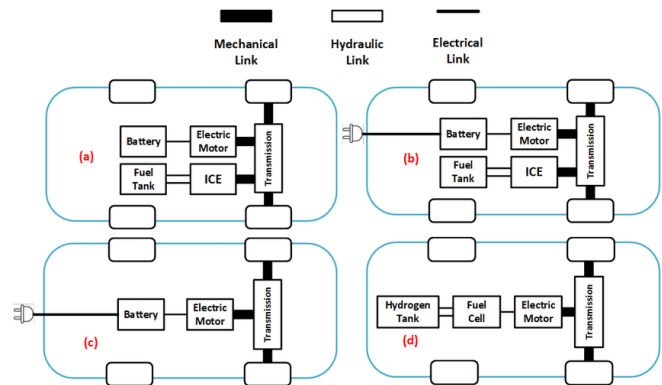 Mechanical
Link
Hydraulic
Link
Electrical
Link
(a)
Battery
Electric
Motor
Fuel
Tank
ICE
Transmission
(b)
Battery
Electric
Motor
Fuel
Tank
ICE
Transmission
(c)
Battery
Electric
Motor
Transmission
(d)
Hydrogen
Tank
Fuel
Cell
Electric
Motor
Transmission